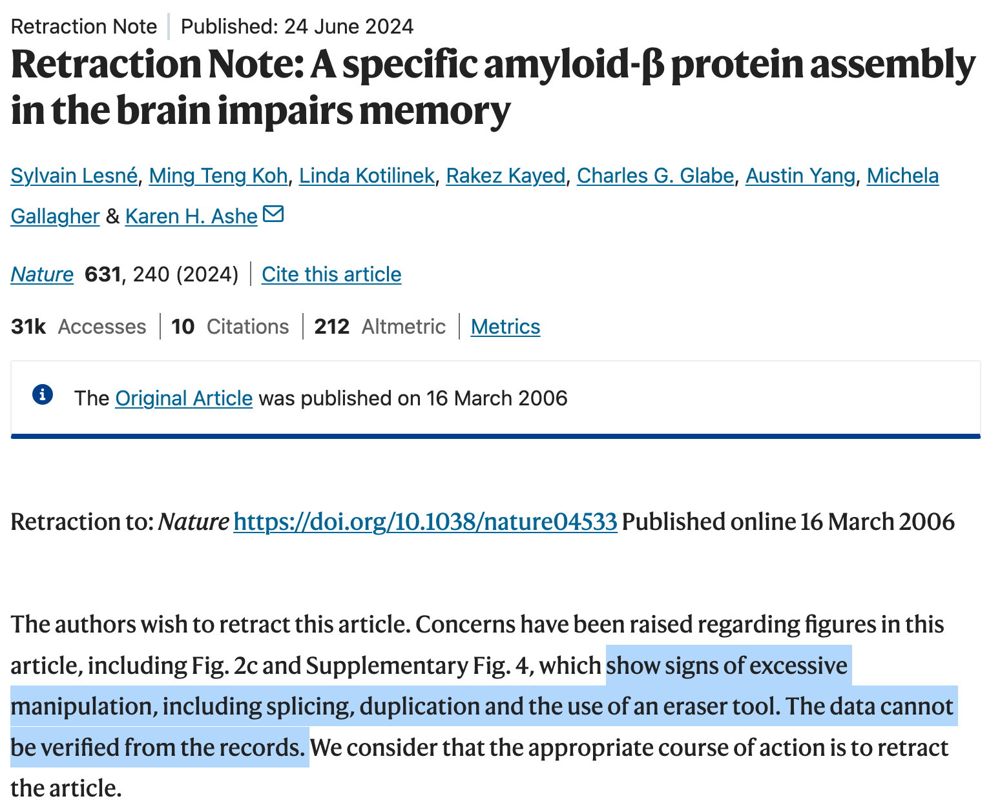 Retraction Note | Published: 24 June 2024
Retraction Note: A specific amyloid-β protein assembly
in the brain impairs memory
Sylvain Lesné, Ming Teng Koh, Linda Kotilinek, Rakez Kayed, Charles G. Glabe, Austin Yang, Michela
Gallagher & Karen H. Ashe
Nature 631, 240 (2024) | Cite this article
31k Accesses | 10 Citations | 212 Altmetric | Metrics
The Original Article was published on 16 March 2006
Retraction to: Nature https://doi.org/10.1038/nature04533 Published online 16 March 2006
The authors wish to retract this article. Concerns have been raised regarding figures in this
article, including Fig. 2c and Supplementary Fig. 4, which show signs of excessive
manipulation, including splicing, duplication and the use of an eraser tool. The data cannot
be verified from the records. We consider that the appropriate course of action is to retract
the article.